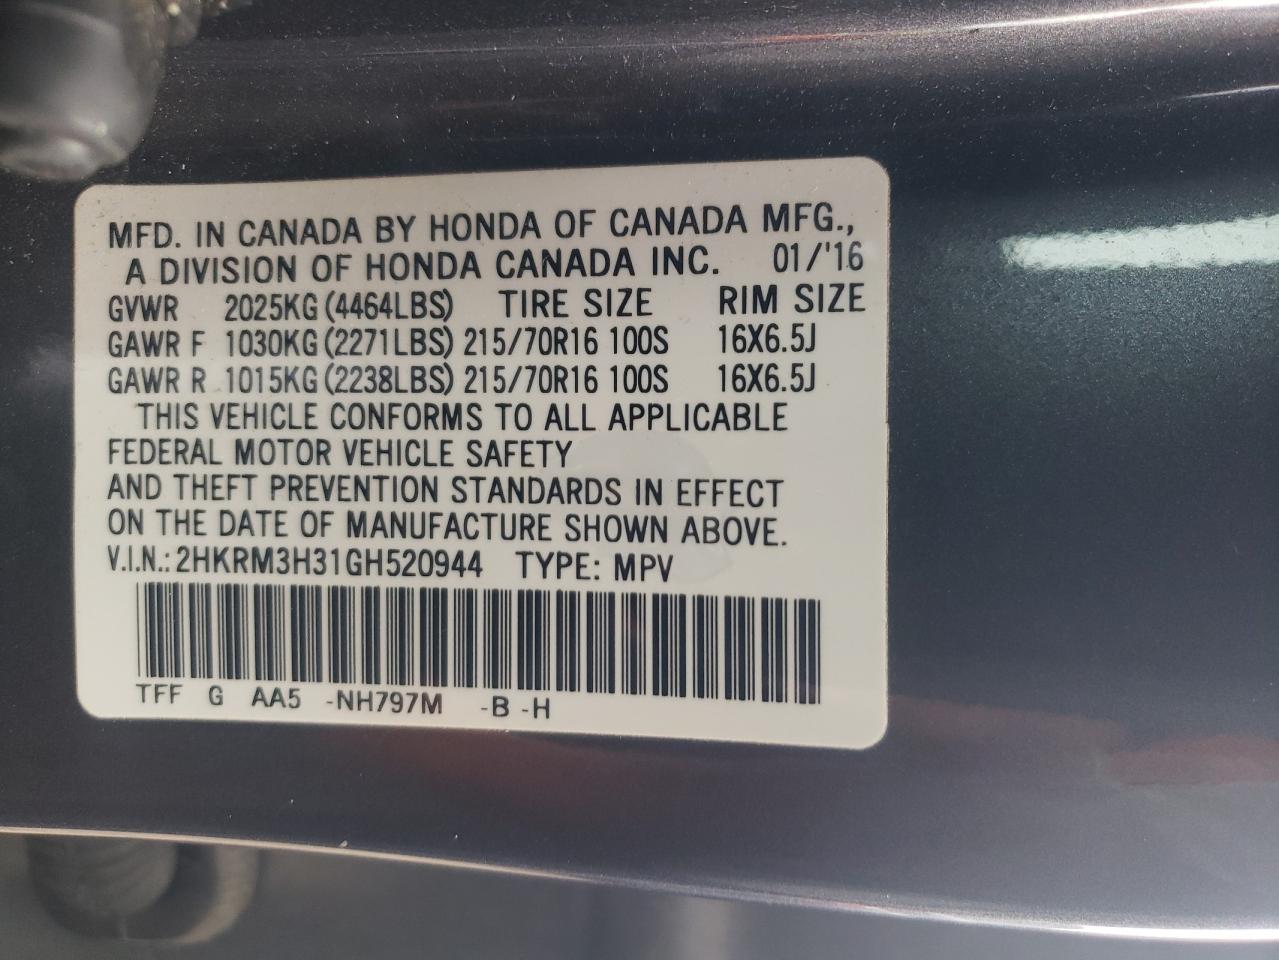 MFD. IN CANADA BY HONDA OF CANADA MFG.,
A DIVISION OF HONDA CANADA INC. 01/'16
GVWR 2025KG (4464LBS) TIRE SIZE RIM SIZE
GAWR F 1030KG (2271LBS) 215/70R16 100S 16X6.5J
GAWR R 1015KG (2238LBS) 215/70R16 100S 16X6.5J
THIS VEHICLE CONFORMS TO ALL APPLICABLE
FEDERAL MOTOR VEHICLE SAFETY
AND THEFT PREVENTION STANDARDS IN EFFECT
ON THE DATE OF MANUFACTURE SHOWN ABOVE.
V.I.N.: 2HKRM3H31GH520944 TYPE: MPV
TFF G AA5 -NH797M -B -H